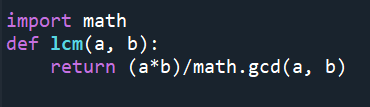 import math
def lcm(a, b):
    return (a*b)/math.gcd(a, b)